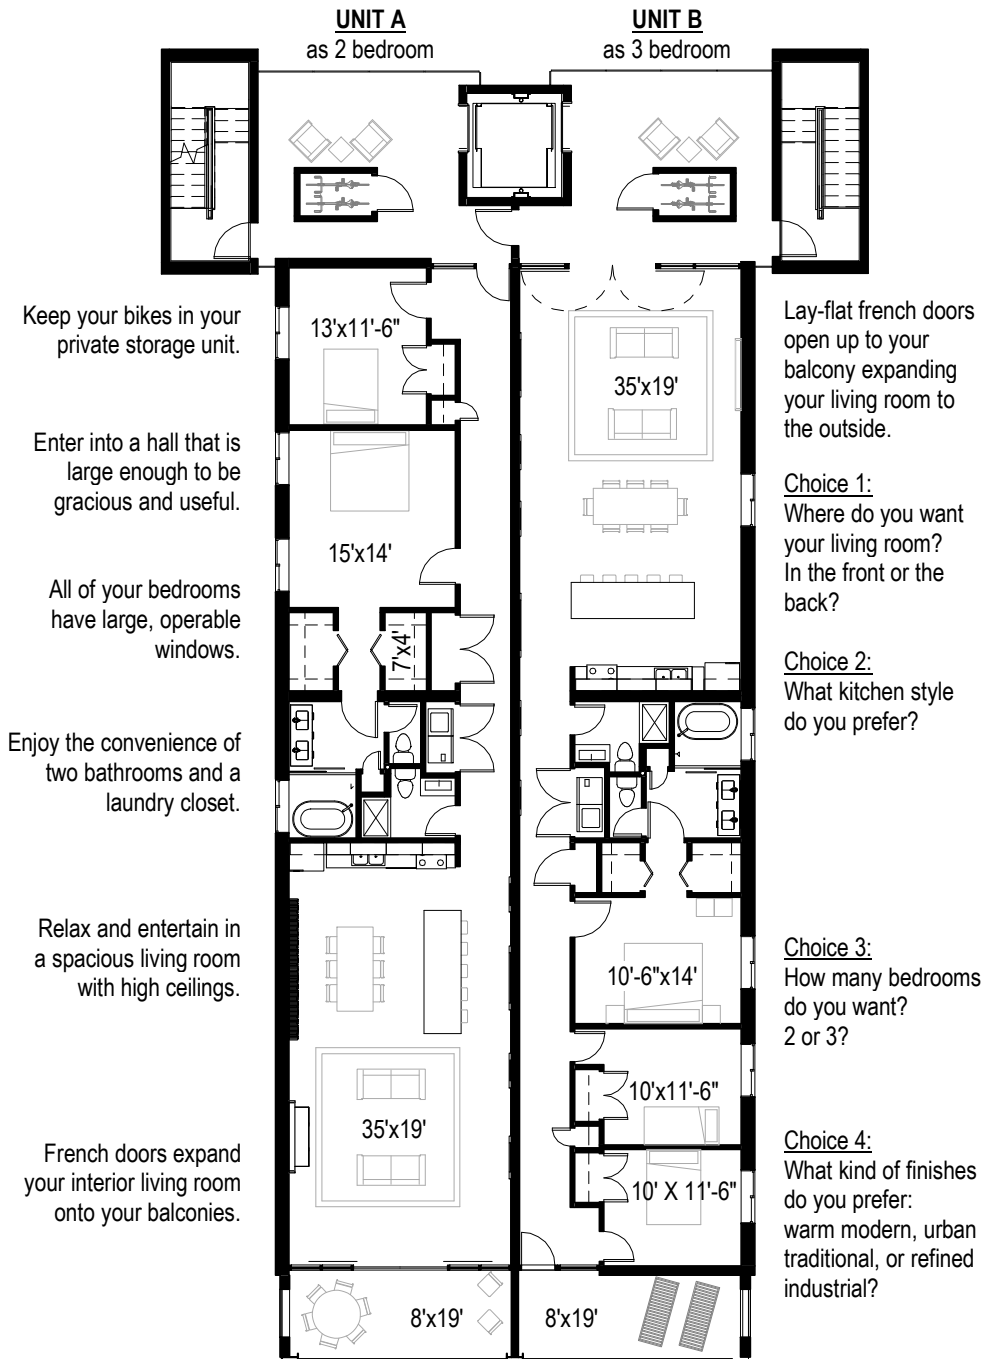 UNIT A
as 2 bedroom
UNIT B
as 3 bedroom
Keep your bikes in your
private storage unit.
Enter into a hall that is
large enough to be
gracious and useful.
All of your bedrooms
have large, operable
windows.
Enjoy the convenience of
two bathrooms and a
laundry closet.
Relax and entertain in
a spacious living room
with high ceilings.
French doors expand
your interior living room
onto your balconies.
13'x11'-6"
15'x14'
7'x4'
35'x19'
8'x19'
35'x19'
10'-6"x14'
10'x11'-6"
10' X 11'-6"
8'x19'
Lay-flat french doors
open up to your
balcony expanding
your living room to
the outside.
Choice 1:
Where do you want
your living room?
In the front or the
back?
Choice 2:
What kitchen style
do you prefer?
Choice 3:
How many bedrooms
do you want?
2 or 3?
Choice 4:
What kind of finishes
do you prefer:
warm modern, urban
traditional, or refined
industrial?